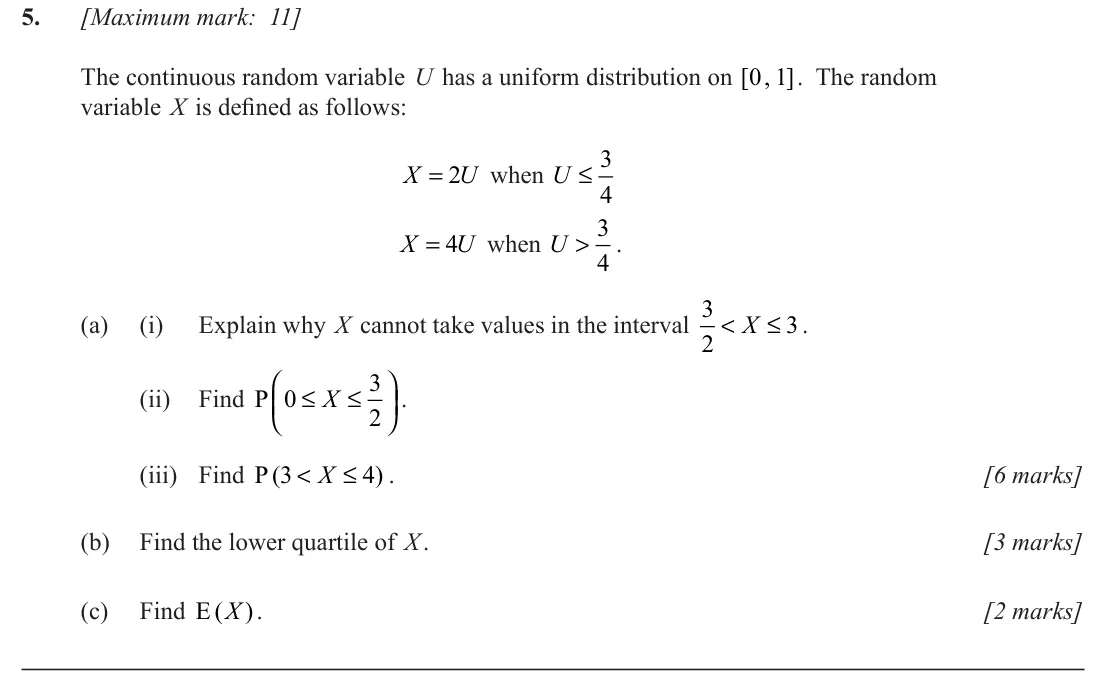 5. [Maximum mark: 11]
The continuous random variable U has a uniform distribution on [0, 1]. The random
variable X is defined as follows:
X = 2U when U ≤ 3/4
X = 4U when U > 3/4.
(a) (i) Explain why X cannot take values in the interval 3/2 < X ≤ 3.
(ii) Find P(0 ≤ X ≤ 3/2).
(iii) Find P(3 < X ≤ 4). [6 marks]
(b) Find the lower quartile of X. [3 marks]
(c) Find E(X). [2 marks]